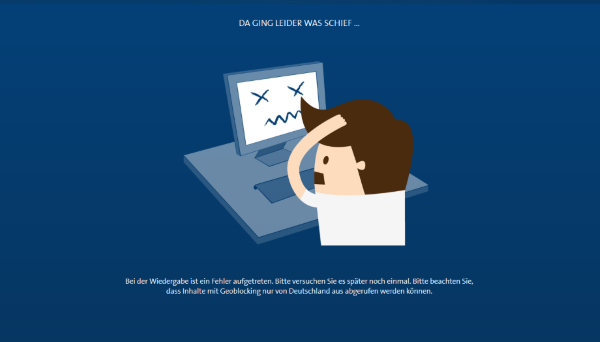 DA GING LEIDER WAS SCHIEF ...
Bei der Wiedergabe ist ein Fehler aufgetreten. Bitte versuchen Sie es später noch einmal. Bitte beachten Sie,
dass Inhalte mit Geoblocking nur von Deutschland aus abgerufen werden können.